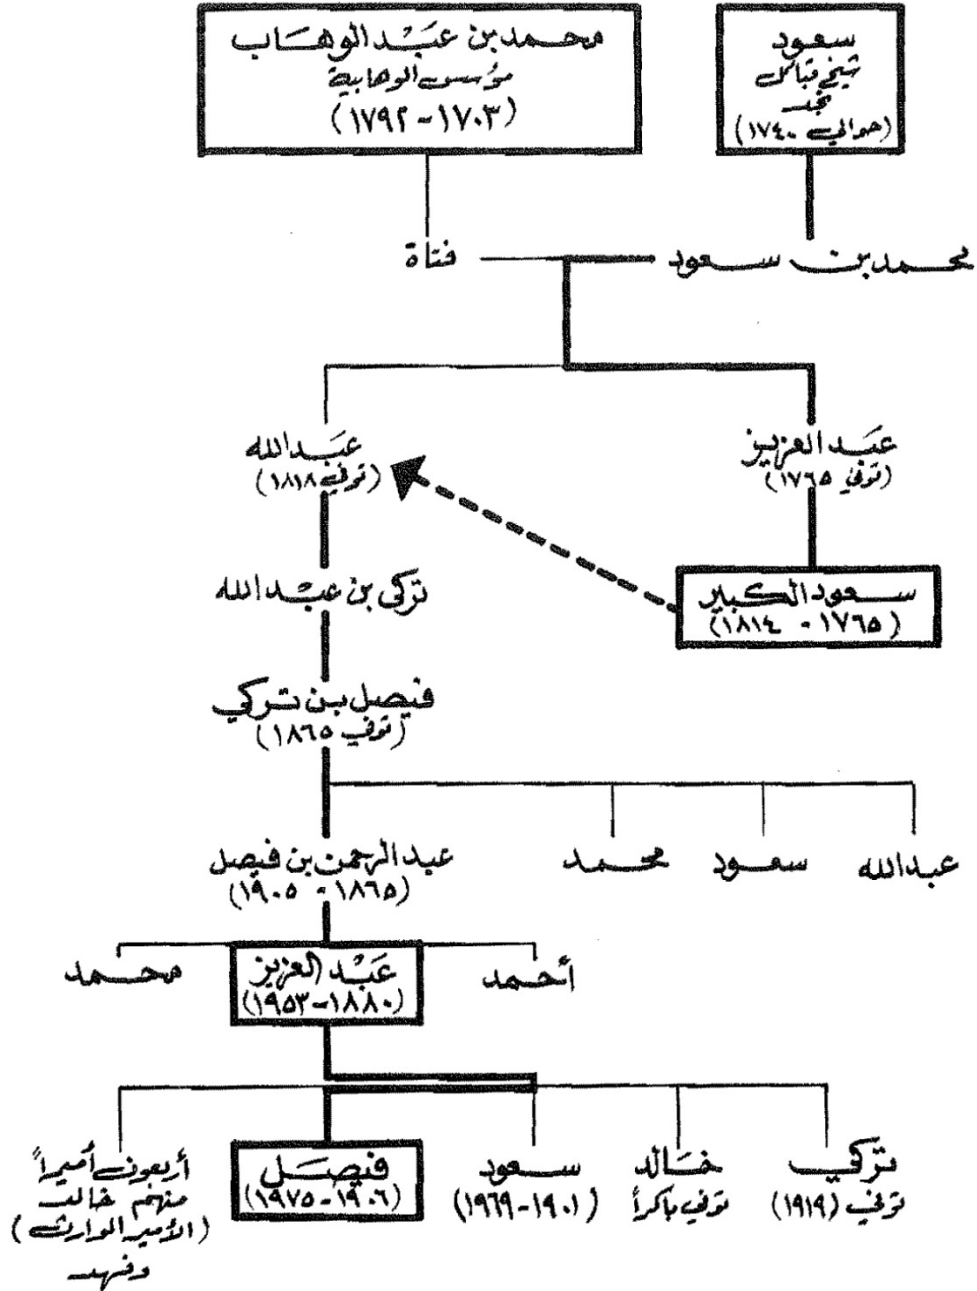 سعود
شيخ قبائل
نجد
(حوالي ١٧٤٠)
محمد بن عبد الوهاب
مؤسس الوهابية
(١٧٠٣-١٧٩٢)
محمد بن سعود
فتاة
عبد العزيز
(توفي ١٧٦٥)
عبد الله
(توفي ١٨١٨)
سعود الكبير
(١٧٦٥ - ١٨١٤)
تركي بن عبد الله
فيصل بن تركي
(توفي ١٨٦٥)
عبدالله
سعود
محمد
عبد الرحمن بن فيصل
(١٨٦٥ - ١٩٠٥)
أحمد
عبد العزيز
(١٨٨٠-١٩٥٣)
محمد
تركي
توفي (١٩١٩)
خالد
توفي باكراً
سعود
(١٩٠١-١٩٦٩)
فيصل
(١٩٠٦-١٩٧٥)
أربعون أميراً
منهم خالد
(الأمير الوارث)
وفهد